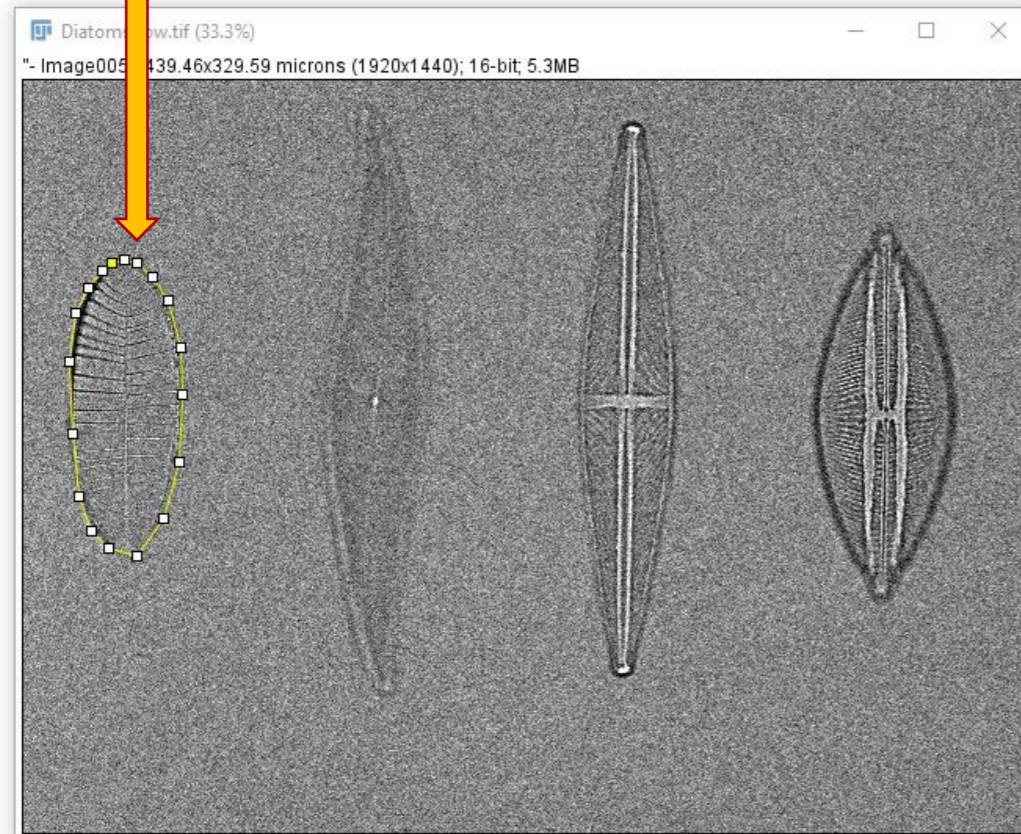 Diatoms ow.tif (33.3%)
"- Image005 439.46x329.59 microns (1920x1440); 16-bit; 5.3MB